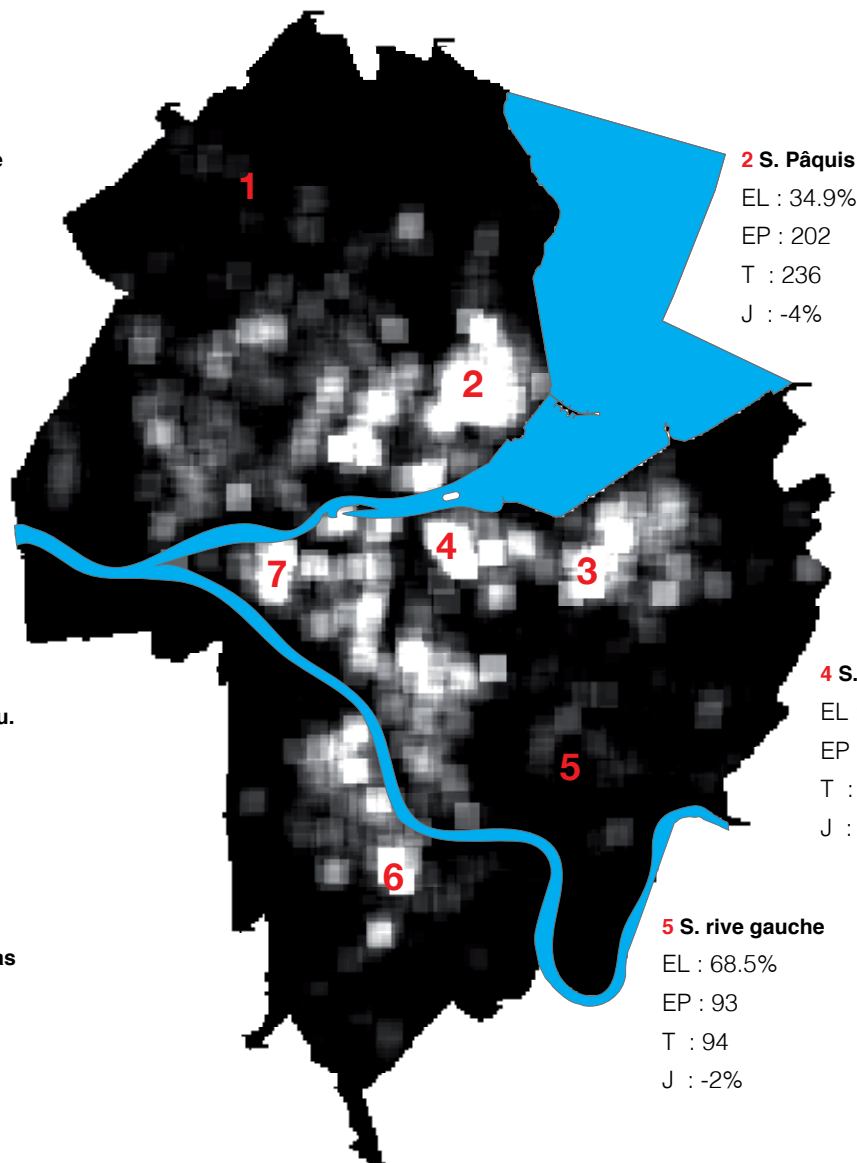 e
1
2 S. Pâquis
EL : 34.9%
EP : 202
T : 236
J : -4%
2
4
3
7
4 S.
EL
EP
T :
J :
u.
5
6
5 S. rive gauche
EL : 68.5%
EP : 93
T : 94
J : -2%
as